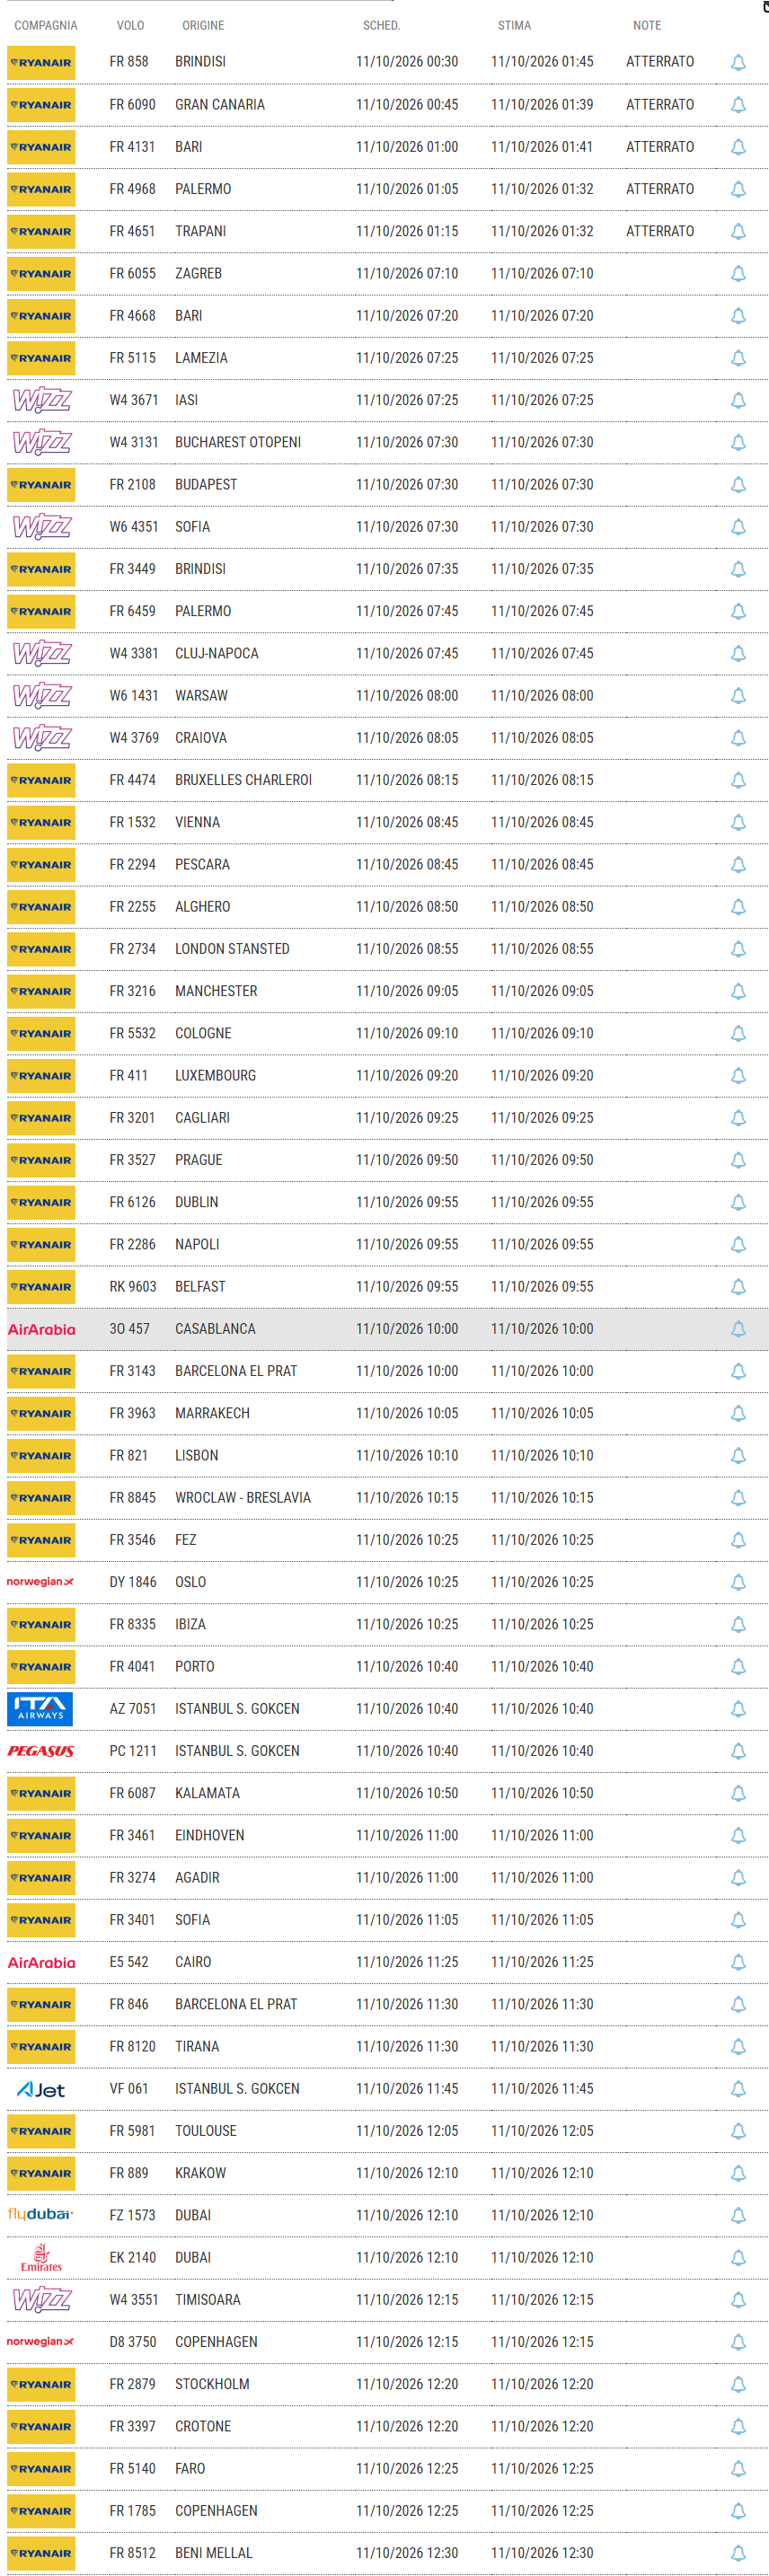 COMPAGNIA VOLO ORIGINE SCHED. STIMA NOTE
RYANAIR FR 858 BRINDISI 11/10/2026 00:30 11/10/2026 01:45 ATTERRATO
RYANAIR FR 6090 GRAN CANARIA 11/10/2026 00:45 11/10/2026 01:39 ATTERRATO
RYANAIR FR 4131 BARI 11/10/2026 01:00 11/10/2026 01:41 ATTERRATO
RYANAIR FR 4968 PALERMO 11/10/2026 01:05 11/10/2026 01:32 ATTERRATO
RYANAIR FR 4651 TRAPANI 11/10/2026 01:15 11/10/2026 01:32 ATTERRATO
RYANAIR FR 6055 ZAGREB 11/10/2026 07:10 11/10/2026 07:10
RYANAIR FR 4668 BARI 11/10/2026 07:20 11/10/2026 07:20
RYANAIR FR 5115 LAMEZIA 11/10/2026 07:25 11/10/2026 07:25
WIZZ W4 3671 IASI 11/10/2026 07:25 11/10/2026 07:25
WIZZ W4 3131 BUCHAREST OTOPENI 11/10/2026 07:30 11/10/2026 07:30
RYANAIR FR 2108 BUDAPEST 11/10/2026 07:30 11/10/2026 07:30
WIZZ W6 4351 SOFIA 11/10/2026 07:30 11/10/2026 07:30
RYANAIR FR 3449 BRINDISI 11/10/2026 07:35 11/10/2026 07:35
RYANAIR FR 6459 PALERMO 11/10/2026 07:45 11/10/2026 07:45
WIZZ W4 3381 CLUJ-NAPOCA 11/10/2026 07:45 11/10/2026 07:45
WIZZ W6 1431 WARSAW 11/10/2026 08:00 11/10/2026 08:00
WIZZ W4 3769 CRAIOVA 11/10/2026 08:05 11/10/2026 08:05
RYANAIR FR 4474 BRUXELLES CHARLEROI 11/10/2026 08:15 11/10/2026 08:15
RYANAIR FR 1532 VIENNA 11/10/2026 08:45 11/10/2026 08:45
RYANAIR FR 2294 PESCARA 11/10/2026 08:45 11/10/2026 08:45
RYANAIR FR 2255 ALGHERO 11/10/2026 08:50 11/10/2026 08:50
RYANAIR FR 2734 LONDON STANSTED 11/10/2026 08:55 11/10/2026 08:55
RYANAIR FR 3216 MANCHESTER 11/10/2026 09:05 11/10/2026 09:05
RYANAIR FR 5532 COLOGNE 11/10/2026 09:10 11/10/2026 09:10
RYANAIR FR 411 LUXEMBOURG 11/10/2026 09:20 11/10/2026 09:20
RYANAIR FR 3201 CAGLIARI 11/10/2026 09:25 11/10/2026 09:25
RYANAIR FR 3527 PRAGUE 11/10/2026 09:50 11/10/2026 09:50
RYANAIR FR 6126 DUBLIN 11/10/2026 09:55 11/10/2026 09:55
RYANAIR FR 2286 NAPOLI 11/10/2026 09:55 11/10/2026 09:55
RYANAIR RK 9603 BELFAST 11/10/2026 09:55 11/10/2026 09:55
AirArabia 3O 457 CASABLANCA 11/10/2026 10:00 11/10/2026 10:00
RYANAIR FR 3143 BARCELONA EL PRAT 11/10/2026 10:00 11/10/2026 10:00
RYANAIR FR 3963 MARRAKECH 11/10/2026 10:05 11/10/2026 10:05
RYANAIR FR 821 LISBON 11/10/2026 10:10 11/10/2026 10:10
RYANAIR FR 8845 WROCLAW - BRESLAVIA 11/10/2026 10:15 11/10/2026 10:15
RYANAIR FR 3546 FEZ 11/10/2026 10:25 11/10/2026 10:25
norwegian DY 1846 OSLO 11/10/2026 10:25 11/10/2026 10:25
RYANAIR FR 8335 IBIZA 11/10/2026 10:25 11/10/2026 10:25
RYANAIR FR 4041 PORTO 11/10/2026 10:40 11/10/2026 10:40
ITA AIRWAYS AZ 7051 ISTANBUL S. GOKCEN 11/10/2026 10:40 11/10/2026 10:40
PEGASUS PC 1211 ISTANBUL S. GOKCEN 11/10/2026 10:40 11/10/2026 10:40
RYANAIR FR 6087 KALAMATA 11/10/2026 10:50 11/10/2026 10:50
RYANAIR FR 3461 EINDHOVEN 11/10/2026 11:00 11/10/2026 11:00
RYANAIR FR 3274 AGADIR 11/10/2026 11:00 11/10/2026 11:00
RYANAIR FR 3401 SOFIA 11/10/2026 11:05 11/10/2026 11:05
AirArabia E5 542 CAIRO 11/10/2026 11:25 11/10/2026 11:25
RYANAIR FR 846 BARCELONA EL PRAT 11/10/2026 11:30 11/10/2026 11:30
RYANAIR FR 8120 TIRANA 11/10/2026 11:30 11/10/2026 11:30
AJet VF 061 ISTANBUL S. GOKCEN 11/10/2026 11:45 11/10/2026 11:45
RYANAIR FR 5981 TOULOUSE 11/10/2026 12:05 11/10/2026 12:05
RYANAIR FR 889 KRAKOW 11/10/2026 12:10 11/10/2026 12:10
flydubai FZ 1573 DUBAI 11/10/2026 12:10 11/10/2026 12:10
Emirates EK 2140 DUBAI 11/10/2026 12:10 11/10/2026 12:10
WIZZ W4 3551 TIMISOARA 11/10/2026 12:15 11/10/2026 12:15
norwegian D8 3750 COPENHAGEN 11/10/2026 12:15 11/10/2026 12:15
RYANAIR FR 2879 STOCKHOLM 11/10/2026 12:20 11/10/2026 12:20
RYANAIR FR 3397 CROTONE 11/10/2026 12:20 11/10/2026 12:20
RYANAIR FR 5140 FARO 11/10/2026 12:25 11/10/2026 12:25
RYANAIR FR 1785 COPENHAGEN 11/10/2026 12:25 11/10/2026 12:25
RYANAIR FR 8512 BENI MELLAL 11/10/2026 12:30 11/10/2026 12:30